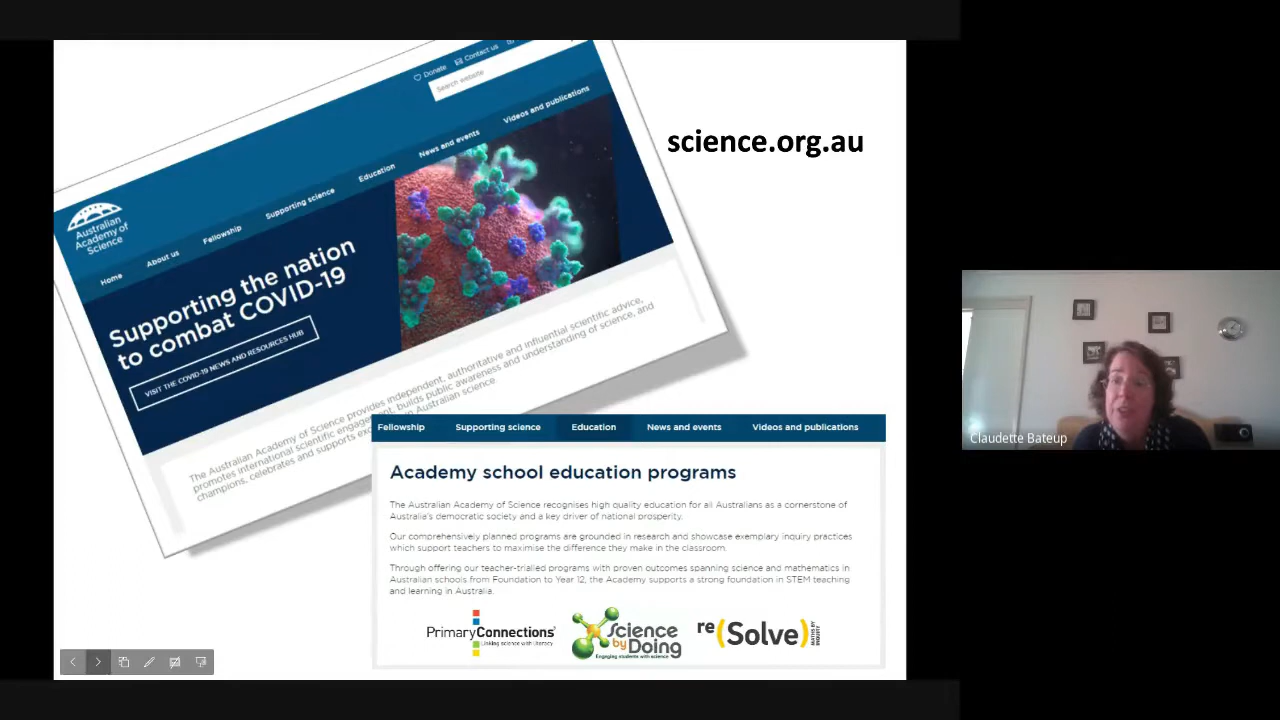 Donate
Contact us
Search website
science.org.au
Australian
Academy of
Science
Home
About us
Fellowship
Supporting science
Education
News and events
Videos and publications
Supporting the nation
to combat COVID-19
VISIT THE COVID-19 NEWS AND RESOURCES HUB
The Australian Academy of Science provides independent, authoritative and influential scientific advice,
promotes international scientific engagement, builds public awareness and understanding of science, and
champions, celebrates and supports in Australian science.
Fellowship
Supporting science
Education
News and events
Videos and publications
Academy school education programs
The Australian Academy of Science recognises high quality education for all Australians as a cornerstone of
Australia's democratic society and a key driver of national prosperity.
Our comprehensively planned programs are grounded in research and showcase exemplary inquiry practices
which support teachers to maximise the difference they make in the classroom.
Through offering our teacher-trialled programs with proven outcomes spanning science and mathematics in
Australian schools from Foundation to Year 12, the Academy supports a strong foundation in STEM teaching
and learning in Australia.
PrimaryConnections
Linking science with literacy
Science
by Doing
Engaging students with science
re(Solve)
MATHS BY
INQUIRY
Claudette Bateup